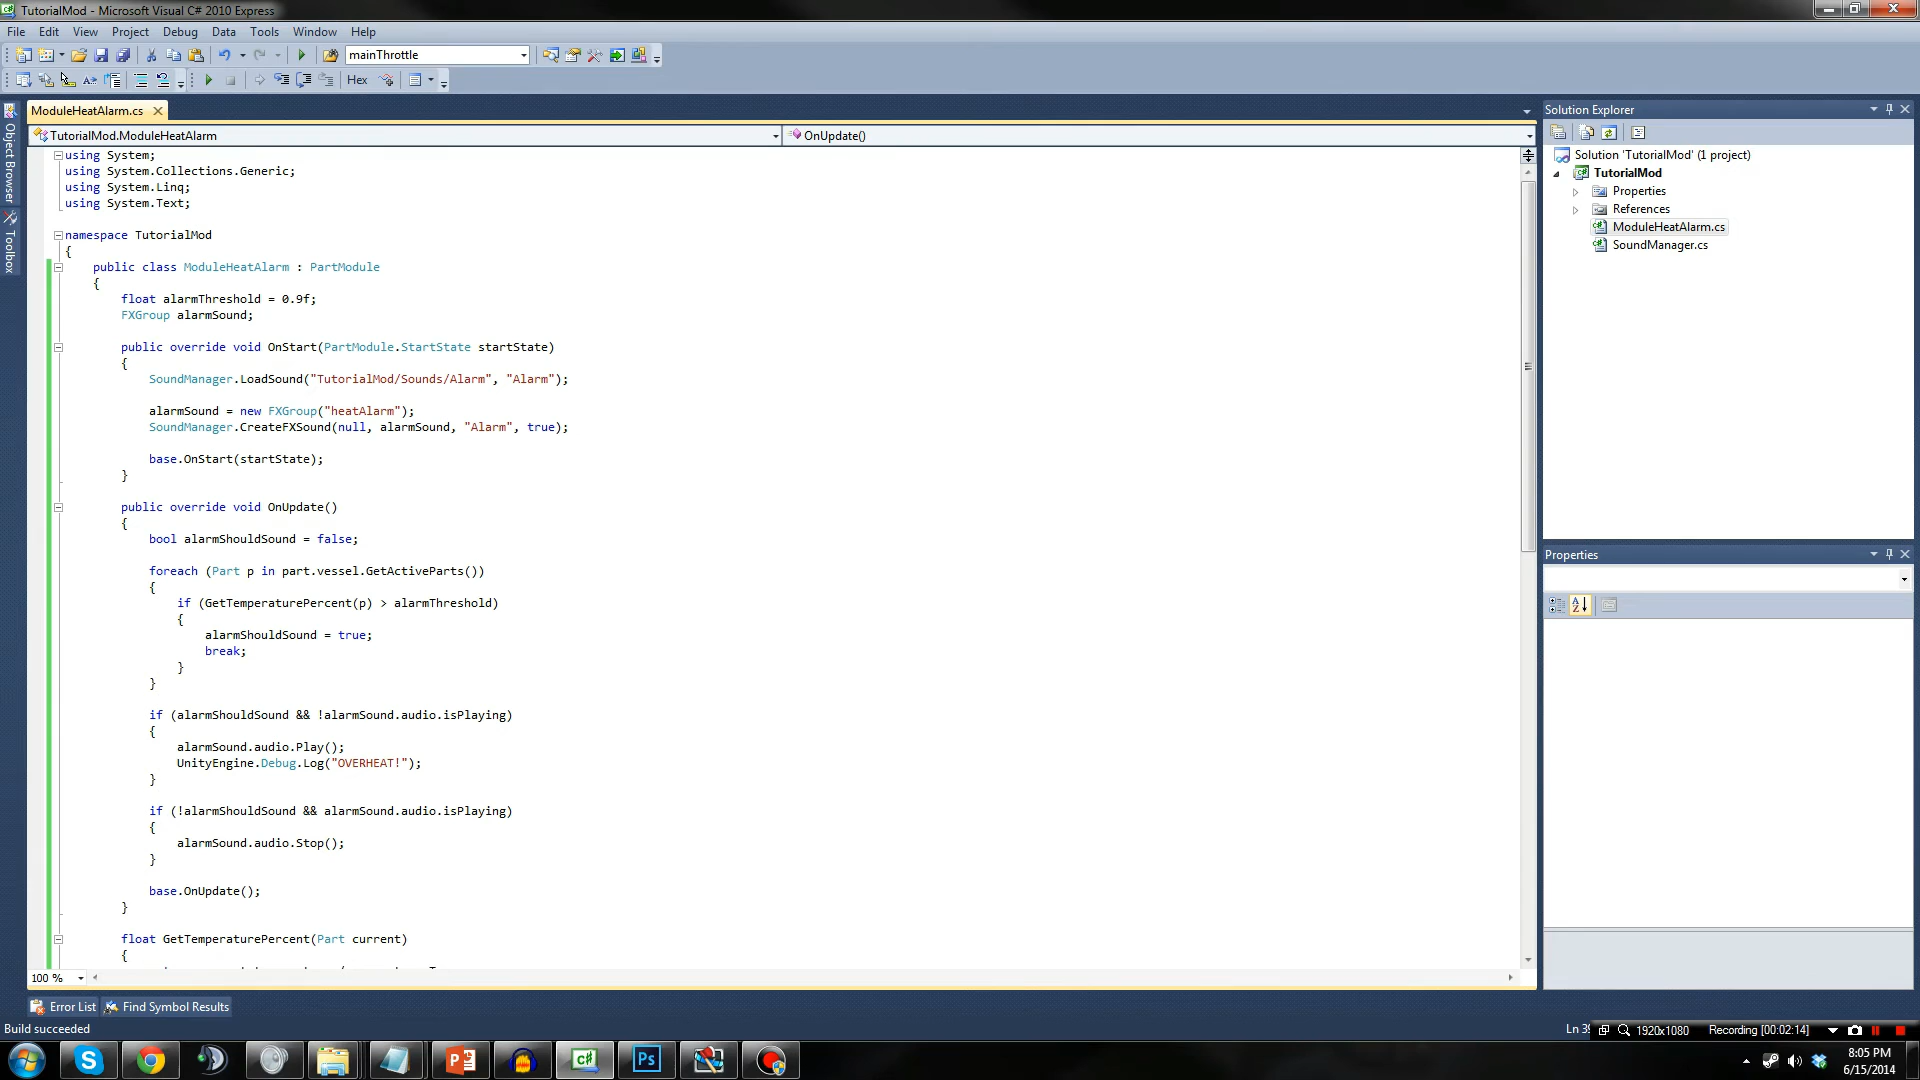 TutorialMod - Microsoft Visual C# 2010 Express
File Edit View Project Debug Data Tools Window Help
mainThrottle
Hex
ModuleHeatAlarm.cs
TutorialMod.ModuleHeatAlarm OnUpdate()
Object Browser
Toolbox
using System;
using System.Collections.Generic;
using System.Linq;
using System.Text;
namespace TutorialMod
{
public class ModuleHeatAlarm : PartModule
{
float alarmThreshold = 0.9f;
FXGroup alarmSound;
public override void OnStart(PartModule.StartState startState)
{
SoundManager.LoadSound("TutorialMod/Sounds/Alarm", "Alarm");
alarmSound = new FXGroup("heatAlarm");
SoundManager.CreateFXSound(null, alarmSound, "Alarm", true);
base.OnStart(startState);
}
public override void OnUpdate()
{
bool alarmShouldSound = false;
foreach (Part p in part.vessel.GetActiveParts())
{
if (GetTemperaturePercent(p) > alarmThreshold)
{
alarmShouldSound = true;
break;
}
}
if (alarmShouldSound && !alarmSound.audio.isPlaying)
{
alarmSound.audio.Play();
UnityEngine.Debug.Log("OVERHEAT!");
}
if (!alarmShouldSound && alarmSound.audio.isPlaying)
{
alarmSound.audio.Stop();
}
base.OnUpdate();
}
float GetTemperaturePercent(Part current)
{
100 %
Solution Explorer
Solution 'TutorialMod' (1 project)
TutorialMod
Properties
References
ModuleHeatAlarm.cs
SoundManager.cs
Properties
Error List Find Symbol Results
Build succeeded
Ln 1920x1080 Recording [00:02:14]
8:05 PM
6/15/2014